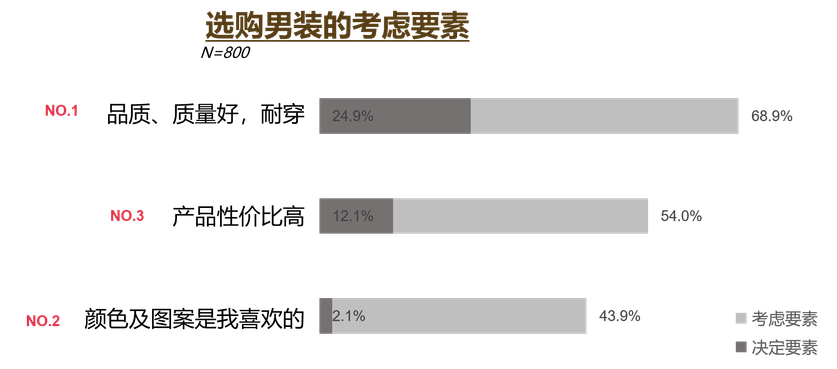 选购男装的考虑要素
N=800
NO.1 品质、质量好，耐穿 24.9% 68.9%
NO.3 产品性价比高 12.1% 54.0%
NO.2 颜色及图案是我喜欢的 2.1% 43.9%
考虑要素
决定要素